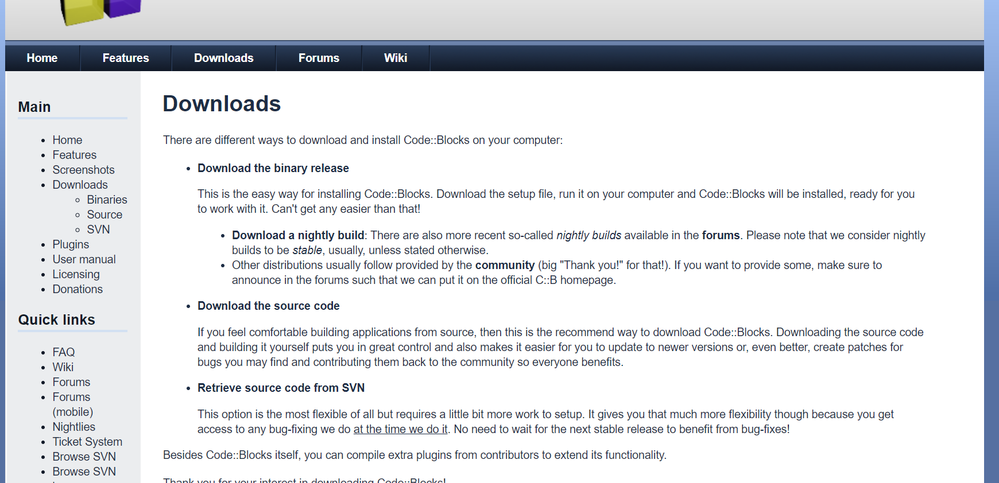 Home Features Downloads Forums Wiki
Main
Home
Features
Screenshots
Downloads
Binaries
Source
SVN
Plugins
User manual
Licensing
Donations
Quick links
FAQ
Wiki
Forums
Forums
(mobile)
Nightlies
Ticket System
Browse SVN
Browse SVN
Downloads
There are different ways to download and install Code::Blocks on your computer:
Download the binary release
This is the easy way for installing Code::Blocks. Download the setup file, run it on your computer and Code::Blocks will be installed, ready for you
to work with it. Can't get any easier than that!
Download a nightly build: There are also more recent so-called nightly builds available in the forums. Please note that we consider nightly
builds to be stable, usually, unless stated otherwise.
Other distributions usually follow provided by the community (big "Thank you!" for that!). If you want to provide some, make sure to
announce in the forums such that we can put it on the official C::B homepage.
Download the source code
If you feel comfortable building applications from source, then this is the recommend way to download Code::Blocks. Downloading the source code
and building it yourself puts you in great control and also makes it easier for you to update to newer versions or, even better, create patches for
bugs you may find and contributing them back to the community so everyone benefits.
Retrieve source code from SVN
This option is the most flexible of all but requires a little bit more work to setup. It gives you that much more flexibility though because you get
access to any bug-fixing we do at the time we do it. No need to wait for the next stable release to benefit from bug-fixes!
Besides Code::Blocks itself, you can compile extra plugins from contributors to extend its functionality.
Thank you for your interest in downloading Code::Blocks!